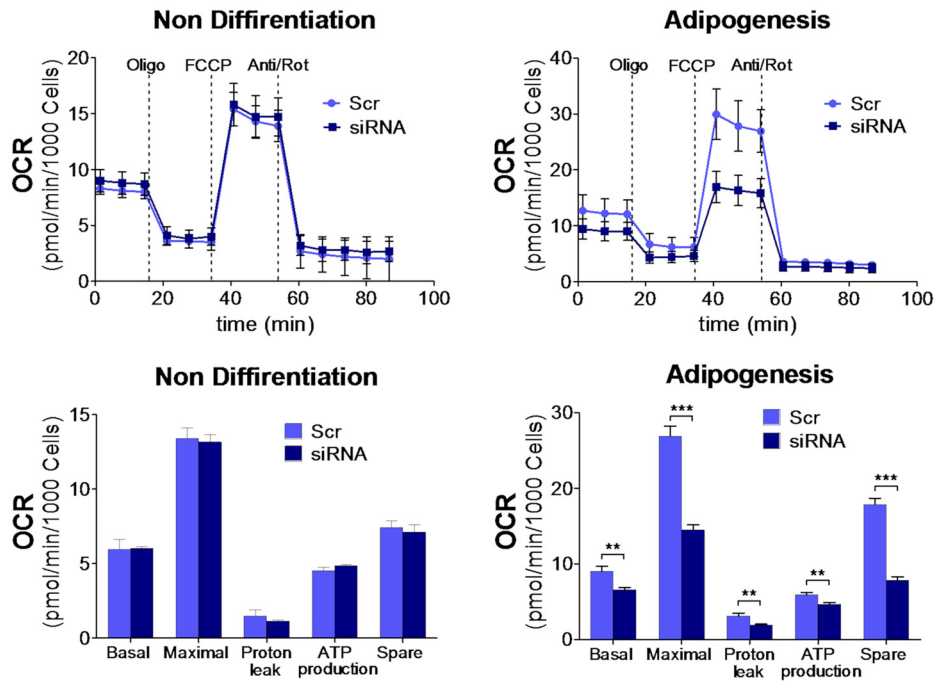 Non Diffirentiation
Adipogenesis
20
15
10
5
0
OCR
(pmol/min/1000 Cells)
Oligo
FCCP
Anti/Rot
Scr
siRNA
0
20
40
60
80
100
time (min)
40
30
20
10
0
OCR
(pmol/min/1000 Cells)
Oligo
FCCP
Anti/Rot
Scr
siRNA
0
20
40
60
80
100
time (min)
Non Diffirentiation
Adipogenesis
15
10
5
0
OCR
(pmol/min/1000 Cells)
Scr
siRNA
Basal
Maximal
Proton
leak
ATP
production
Spare
30
20
10
0
OCR
(pmol/min/1000 Cells)
Scr
siRNA
**
***
**
**
***
Basal
Maximal
Proton
leak
ATP
production
Spare